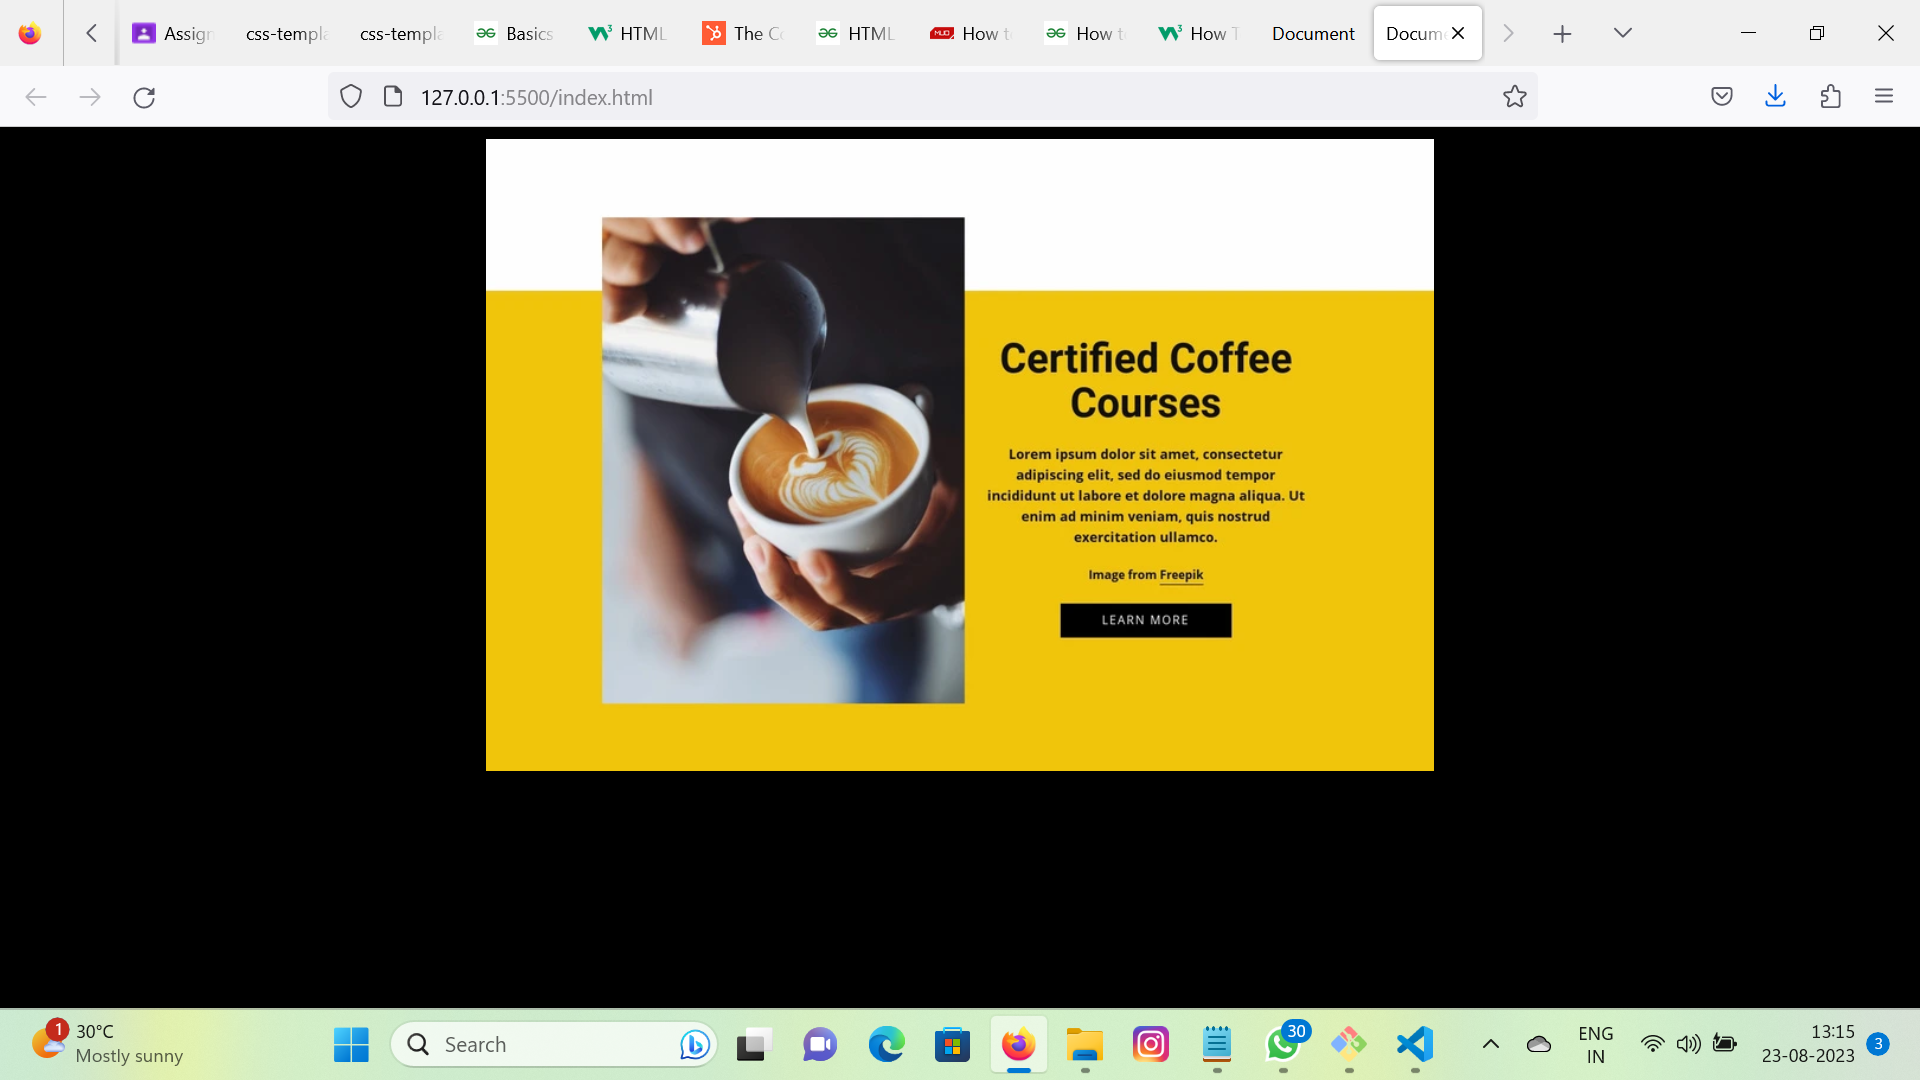 Assign
css-templa
css-templa
Basics
HTML
The Co
HTML
How to
How to
How T
Document
Docum
127.0.0.1:5500/index.html
Certified Coffee
Courses
Lorem ipsum dolor sit amet, consectetur
adipiscing elit, sed do eiusmod tempor
incididunt ut labore et dolore magna aliqua. Ut
enim ad minim veniam, quis nostrud
exercitation ullamco.
Image from Freepik
LEARN MORE
1
30°C
Mostly sunny
Search
30
ENG
IN
13:15
23-08-2023
3